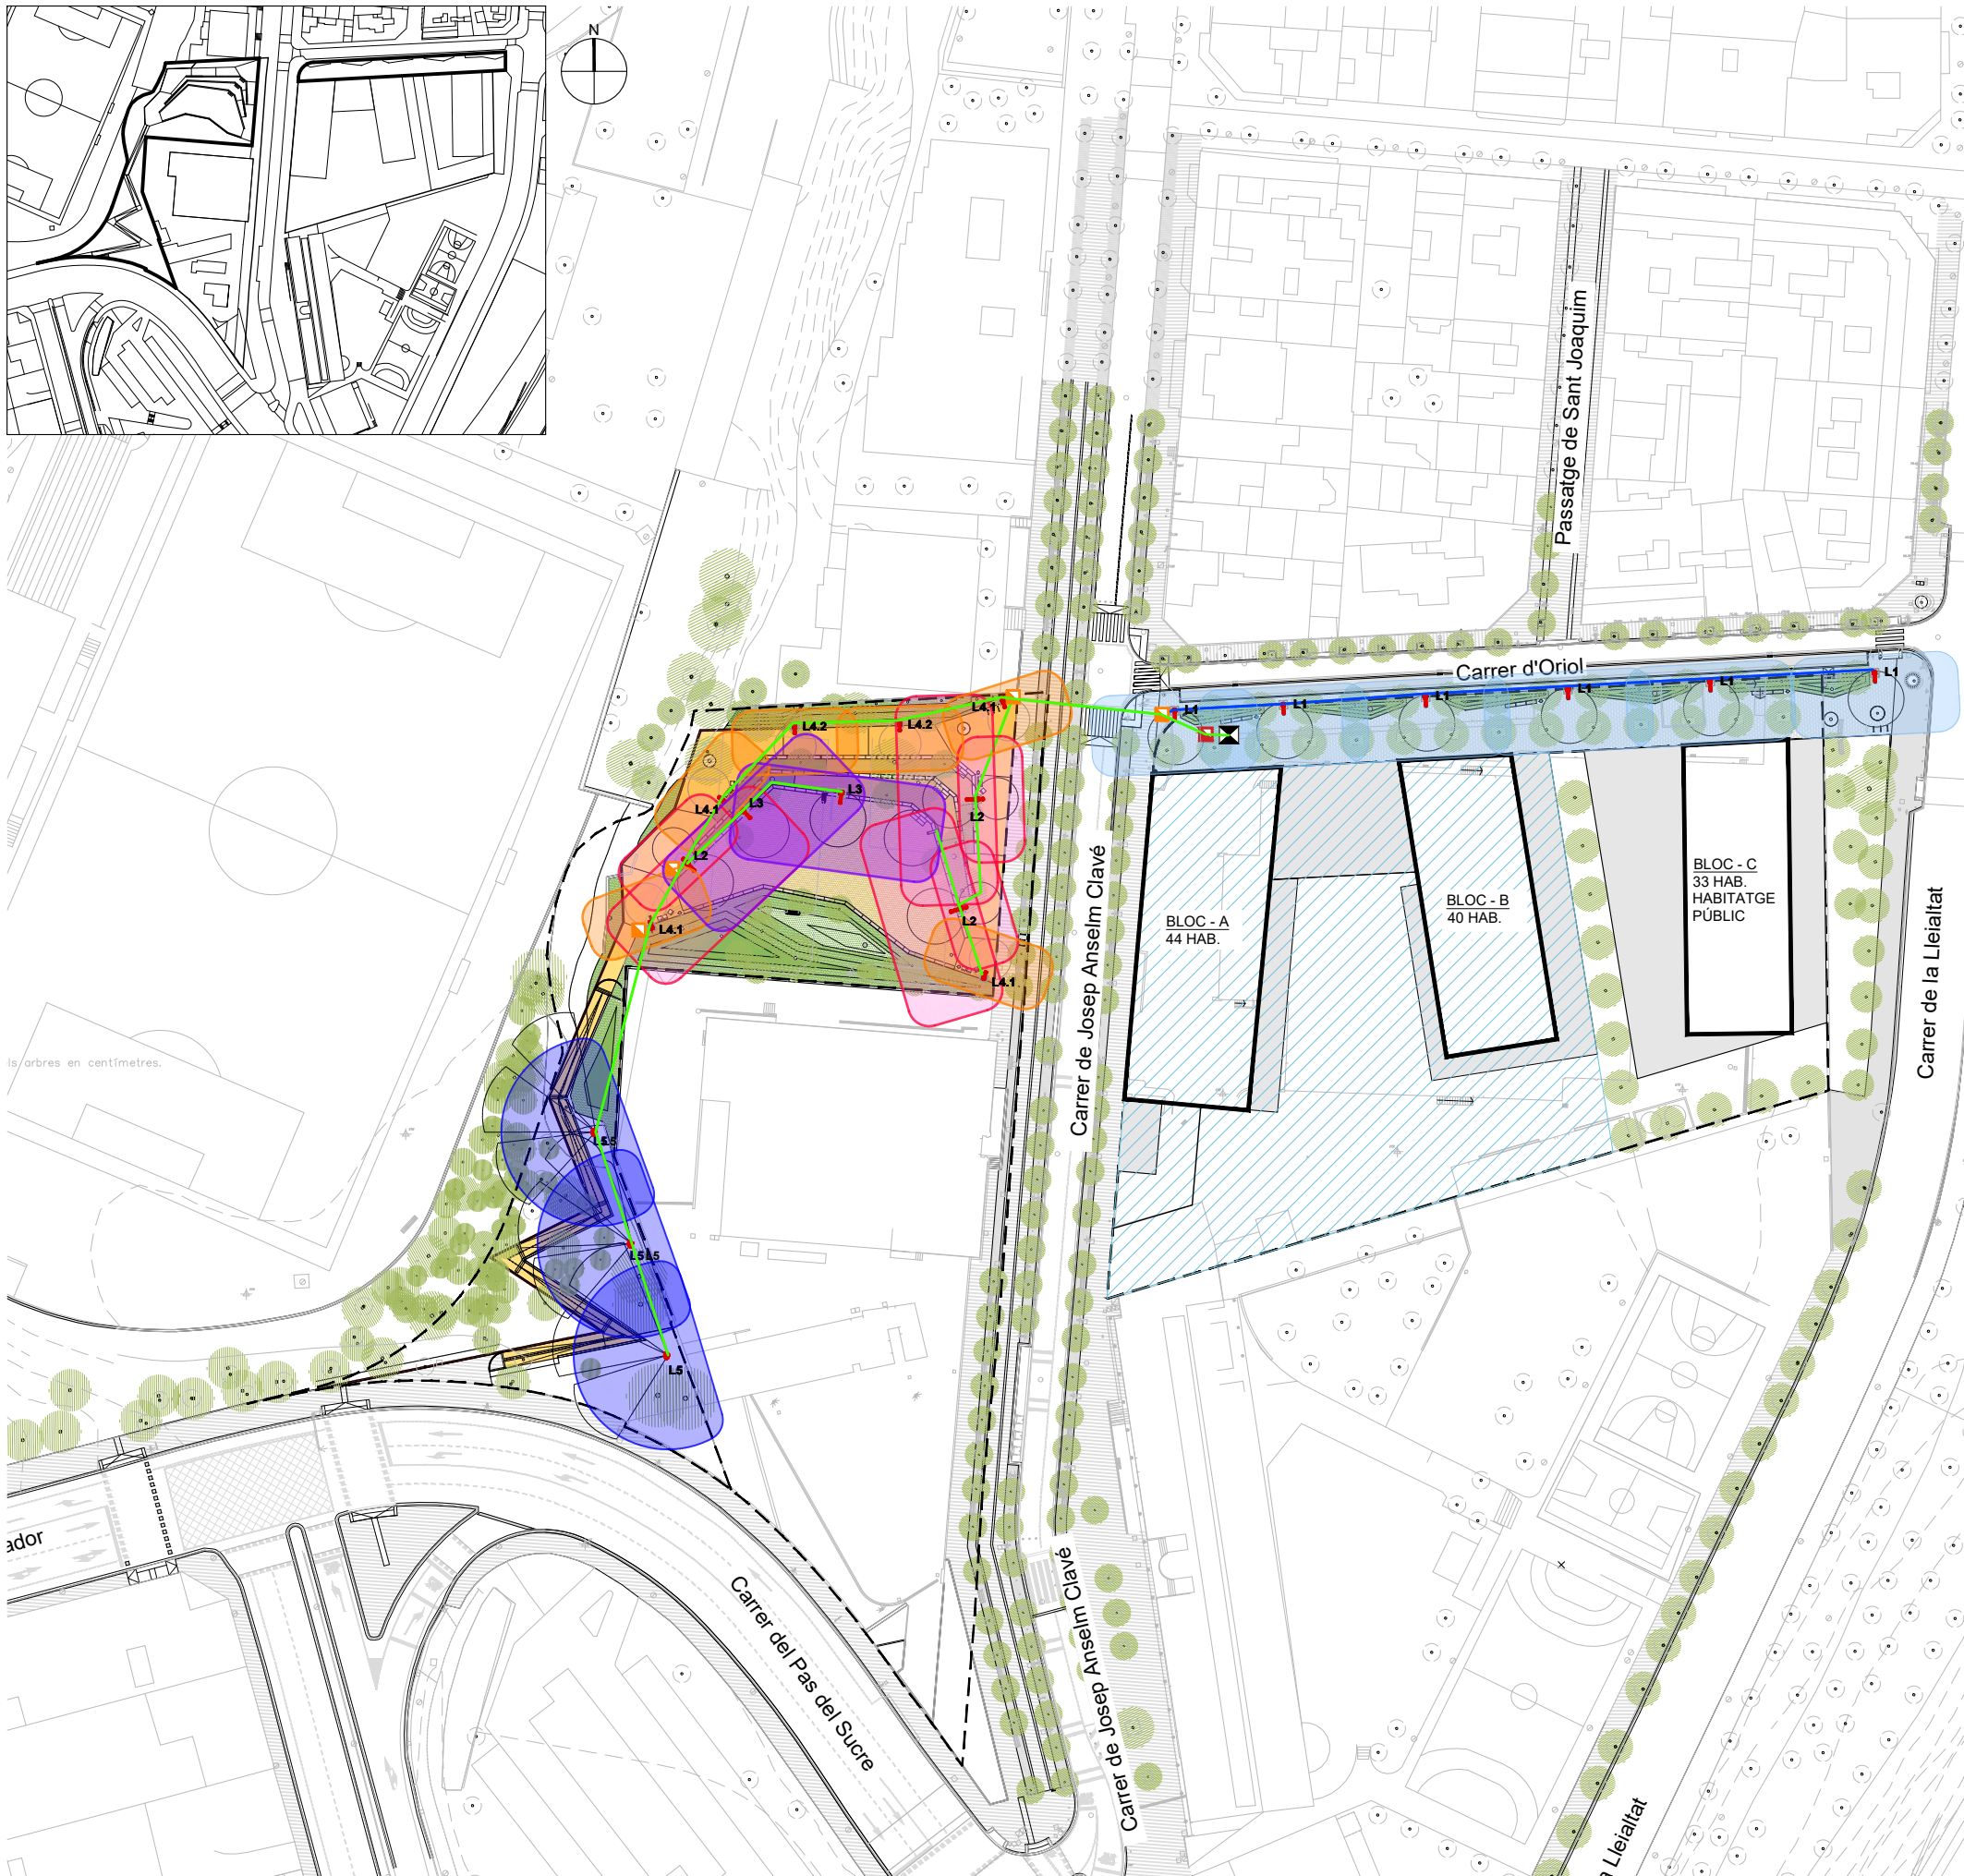 N
Passatge de Sant Joaquim
Carrer d'Oriol
L1
L1
L1
L1
L1
L1
L4.1
L4.2
L4.2
L3
L3
L4.1
L2
L2
L2
L4.1
L4.1
BLOC - A
44 HAB.
BLOC - B
40 HAB.
BLOC - C
33 HAB.
HABITATGE
PÚBLIC
Carrer de Josep Anselm Clavé
Carrer de la Lleialtat
ls arbres en centímetres.
L5
L5
L5
L5
L5
ador
Carrer del Pas del Sucre
Carrer de Josep Anselm Clavé
a Lleialtat